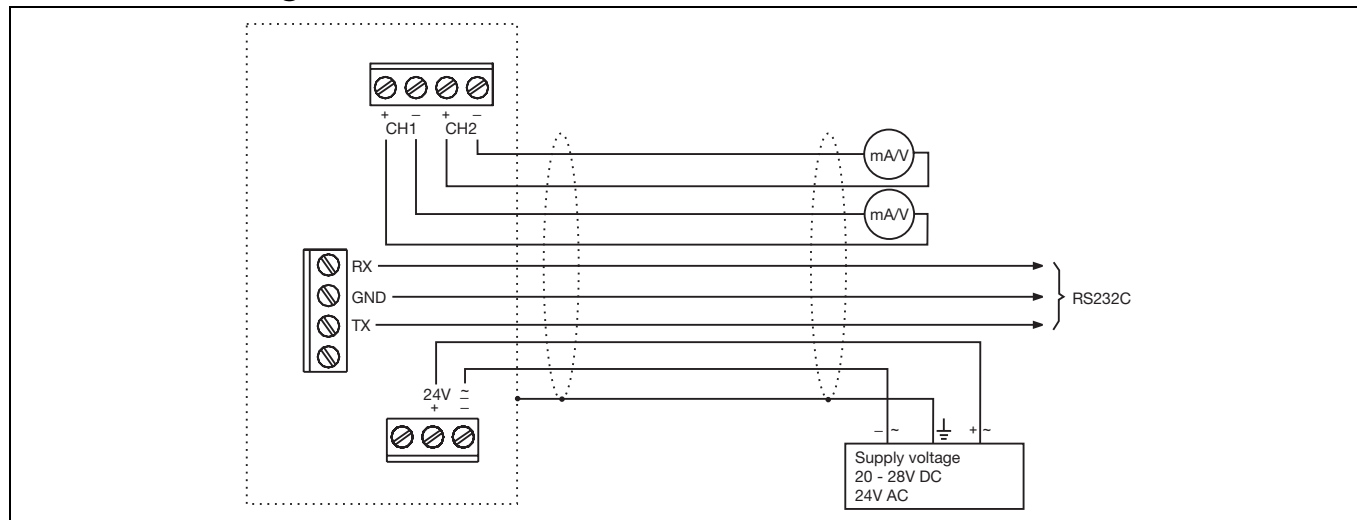 + – + –
CH1 CH2
mA/V
mA/V
RX
GND
TX
RS232C
24V ~
+ –
– ~ + ~
Supply voltage
20 - 28V DC
24V AC